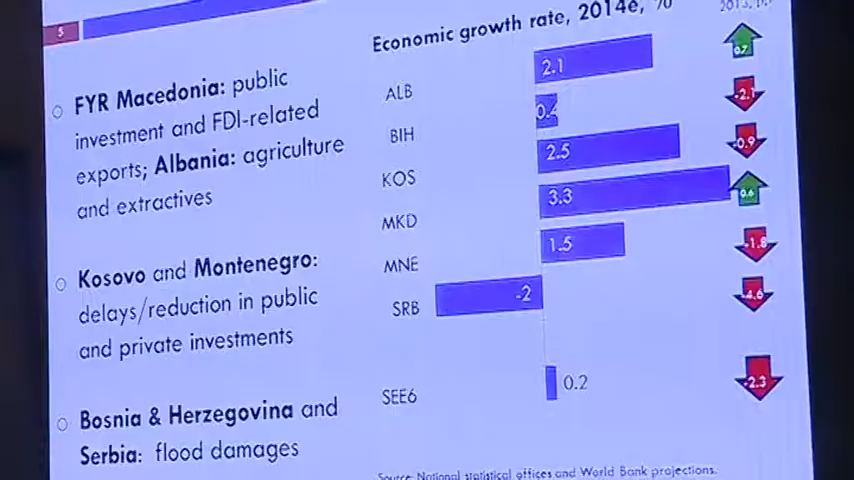 5
FYR Macedonia: public
investment and FDI-related
exports; Albania: agriculture
and extractives
Kosovo and Montenegro:
delays/reduction in public
and private investments
Bosnia & Herzegovina and
Serbia: flood damages
Economic growth rate, 2014e, %
ALB 2.1 0.7
BIH 0.4 -2.1
KOS 2.5 -0.9
MKD 3.3 0.6
MNE 1.5 -1.8
SRB -2 -4.6
SEE6 0.2 -2.3
Source: National statistical offices and World Bank projections.